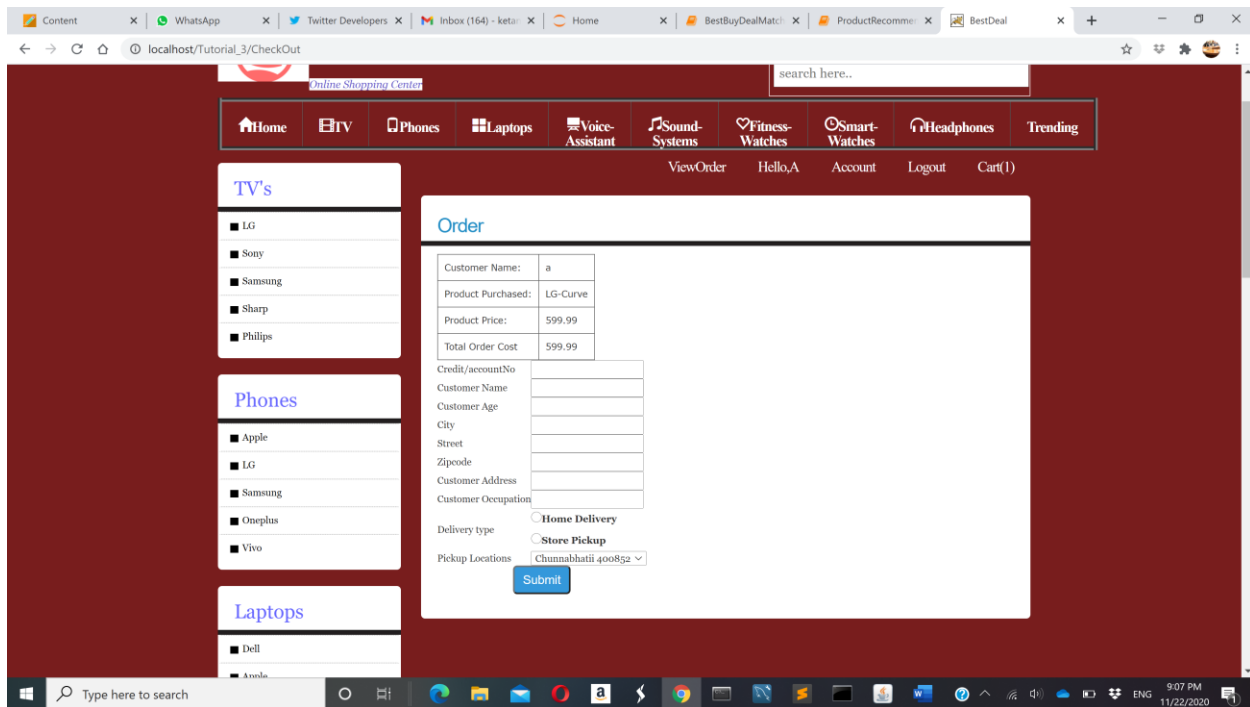 Content
WhatsApp
Twitter Developers
Inbox (164) - ketan
Home
BestBuyDealMatch
ProductRecommen
BestDeal
localhost/Tutorial_3/CheckOut
Online Shopping Center
search here..
Home
TV
Phones
Laptops
Voice-
Assistant
Sound-
Systems
Fitness-
Watches
Smart-
Watches
Headphones
Trending
ViewOrder Hello,A Account Logout Cart(1)
TV's
LG
Sony
Samsung
Sharp
Philips
Phones
Apple
LG
Samsung
Oneplus
Vivo
Laptops
Dell
Apple
Order
Customer Name: a
Product Purchased: LG-Curve
Product Price: 599.99
Total Order Cost 599.99
Credit/accountNo
Customer Name
Customer Age
City
Street
Zipcode
Customer Address
Customer Occupation
Delivery type
Home Delivery
Store Pickup
Pickup Locations Chunnabhatii 400852
Submit
Type here to search
ENG
9:07 PM
11/22/2020